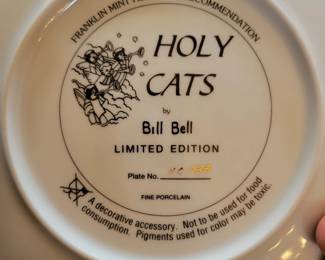 FRANKLIN MINT RECOMMENDATION
HOLY
CATS
by
Bill Bell
LIMITED EDITION
Plate No.
FINE PORCELAIN
A decorative accessory. Not to be used for food
consumption. Pigments used for color may be toxic.